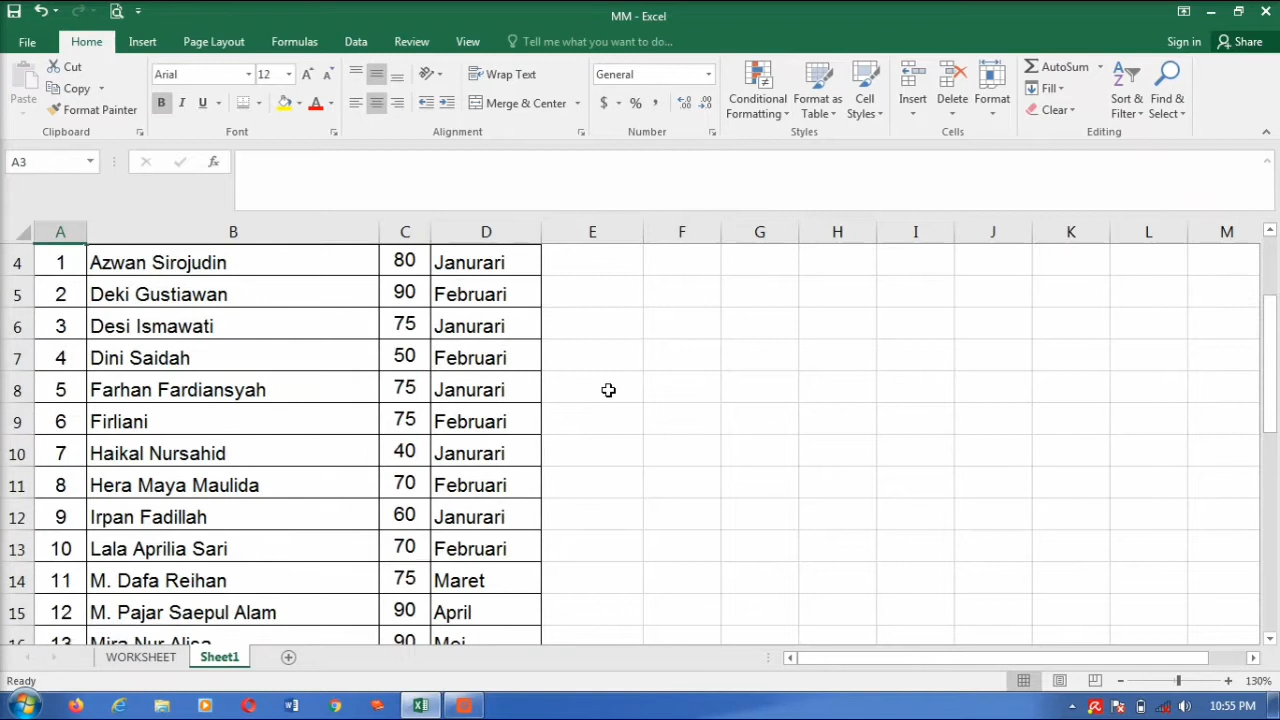 MM - Excel
File Home Insert Page Layout Formulas Data Review View Tell me what you want to do... Sign in Share
Paste Cut Copy Format Painter Clipboard
Arial 12 B I U A Font
Wrap Text Merge & Center Alignment
General $ % , Number
Conditional Formatting Format as Table Cell Styles Styles
Insert Delete Format Cells
AutoSum Fill Clear Sort & Filter Find & Select Editing
A3 fx
A B C D E F G H I J K L M
4 1 Azwan Sirojudin 80 Janurari
5 2 Deki Gustiawan 90 Februari
6 3 Desi Ismawati 75 Janurari
7 4 Dini Saidah 50 Februari
8 5 Farhan Fardiansyah 75 Janurari
9 6 Firliani 75 Februari
10 7 Haikal Nursahid 40 Janurari
11 8 Hera Maya Maulida 70 Februari
12 9 Irpan Fadillah 60 Janurari
13 10 Lala Aprilia Sari 70 Februari
14 11 M. Dafa Reihan 75 Maret
15 12 M. Pajar Saepul Alam 90 April
16 13 Mira Nur Alisa 90 Mei
WORKSHEET Sheet1
Ready 130%
10:55 PM